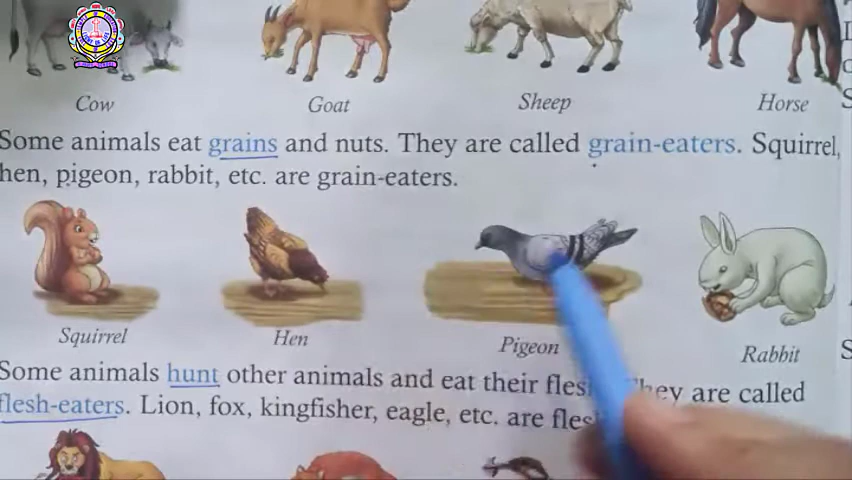 Cow Goat Sheep Horse
Some animals eat grains and nuts. They are called grain-eaters. Squirrel,
hen, pigeon, rabbit, etc. are grain-eaters.
Squirrel Hen Pigeon Rabbit
Some animals hunt other animals and eat their flesh. They are called
flesh-eaters. Lion, fox, kingfisher, eagle, etc. are